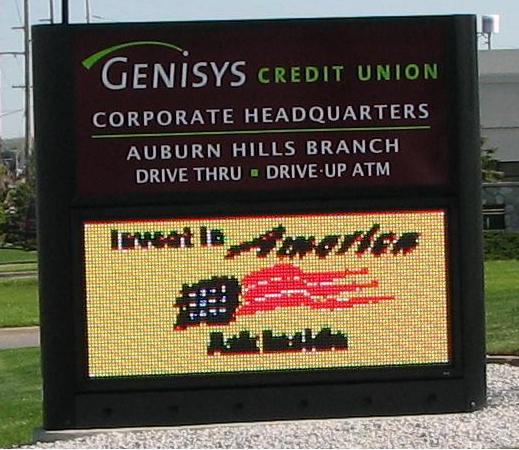 GENISYS CREDIT UNION
CORPORATE HEADQUARTERS
AUBURN HILLS BRANCH
DRIVE THRU ▪ DRIVE-UP ATM
Invest in America
Ask Inside